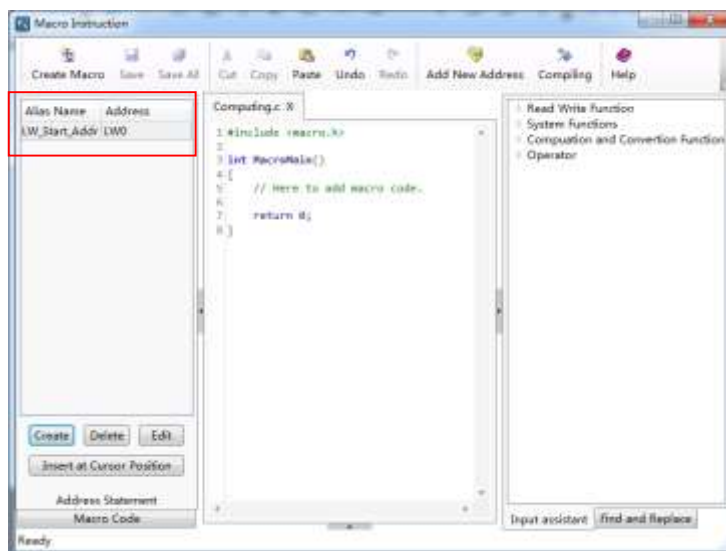 Macro Instruction
Create Macro Save Save All Cut Copy Paste Undo Redo Add New Address Compiling Help
Alias Name Address
LW_Start_Addr LW0
Computing.c X
1 #include <macro.h>
2
3 int MacroMain()
4 {
5 // Here to add macro code.
6
7 return 0;
8 }
Read Write Function
System Functions
Compuation and Convertion Function
Operator
Create Delete Edit
Insert at Cursor Position
Address Statement
Macro Code
Input assistant Find and Replace
Ready